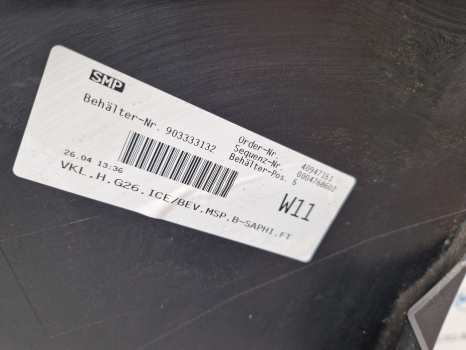 SMP
Behälter-Nr. 903333132
Order-Nr. 40947151
Sequenz-Nr. 0004768602
Behälter-Pos. 5
26.04 13:36
W11
VKL.H.G26.ICE/BEV.MSP.B-SAPHI.FT